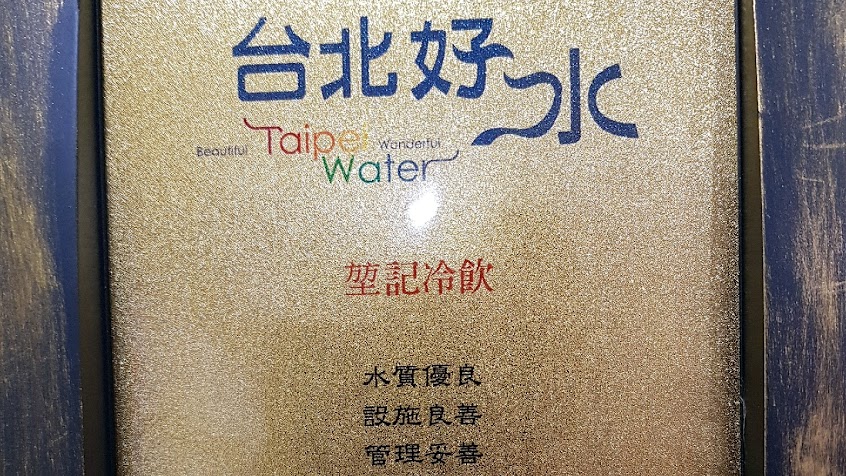 台北好水
Beautiful Taipei Wonderful
Water
堃記冷飲
水質優良
設施良善
管理妥善